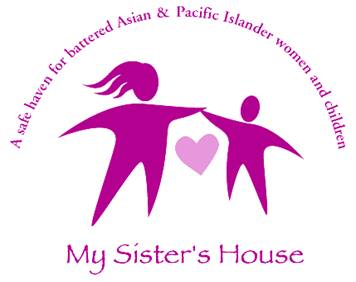 A safe haven for battered Asian & Pacific Islander women and children
My Sister's House